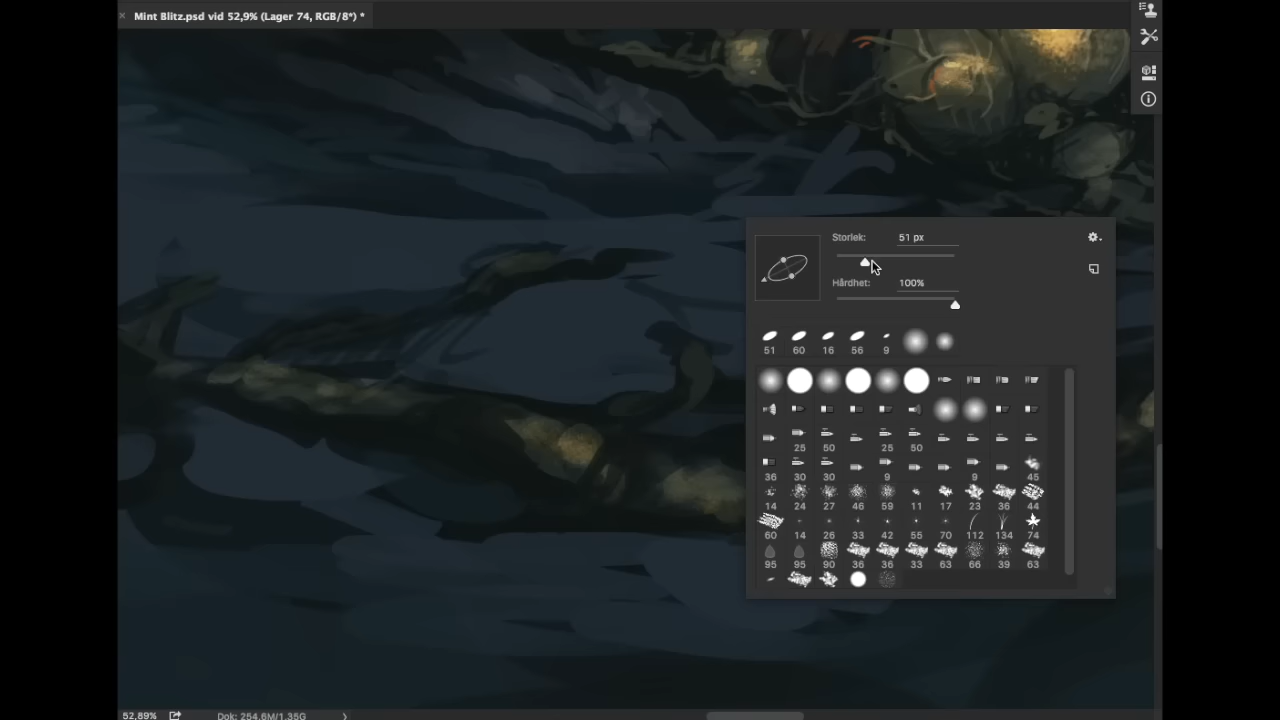 × Mint Blitz.psd vid 52,9% (Lager 74, RGB/8*) *
Storlek: 51 px
Hårdhet: 100%
51 60 16 56 9
25 50 25 50
36 30 30 9 9 45
14 24 27 46 59 11 17 23 36 44
60 14 26 33 42 55 70 112 134 74
95 95 90 36 36 33 63 66 39 63
52,89% Dok: 254,6M/1,35G